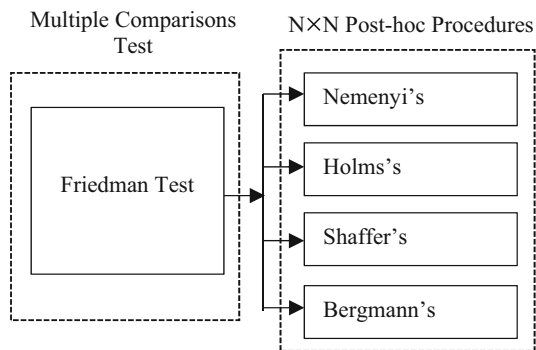 Multiple Comparisons
Test
N×N Post-hoc Procedures
Friedman Test
Nemenyi's
Holms's
Shaffer's
Bergmann's